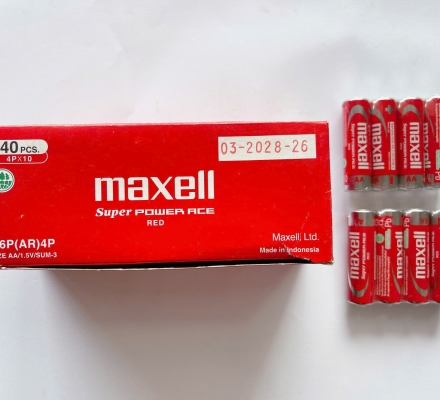 40 PCS.
4P×10
03-2028-26
maxell
Super POWER ACE
RED
6P(AR)4P
ZE AA/1.5V/SUM-3
Maxell, Ltd.
Made in Indonesia
maxell
maxell
maxell
maxell
maxell
maxell